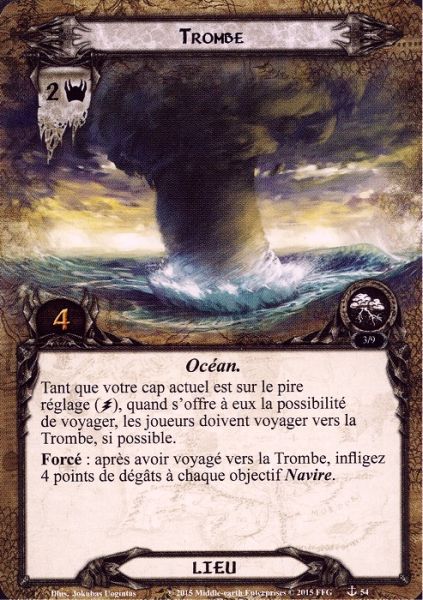 Trombe
2
4
3/9
Océan.
Tant que votre cap actuel est sur le pire
réglage (), quand s'offre à eux la possibilité
de voyager, les joueurs doivent voyager vers la
Trombe, si possible.
Forcé : après avoir voyagé vers la Trombe, infligez
4 points de dégâts à chaque objectif Navire.
LIEU
Illus. Jokubas Uogintas © 2015 Middle-earth Enterprises © 2015 FFG 54